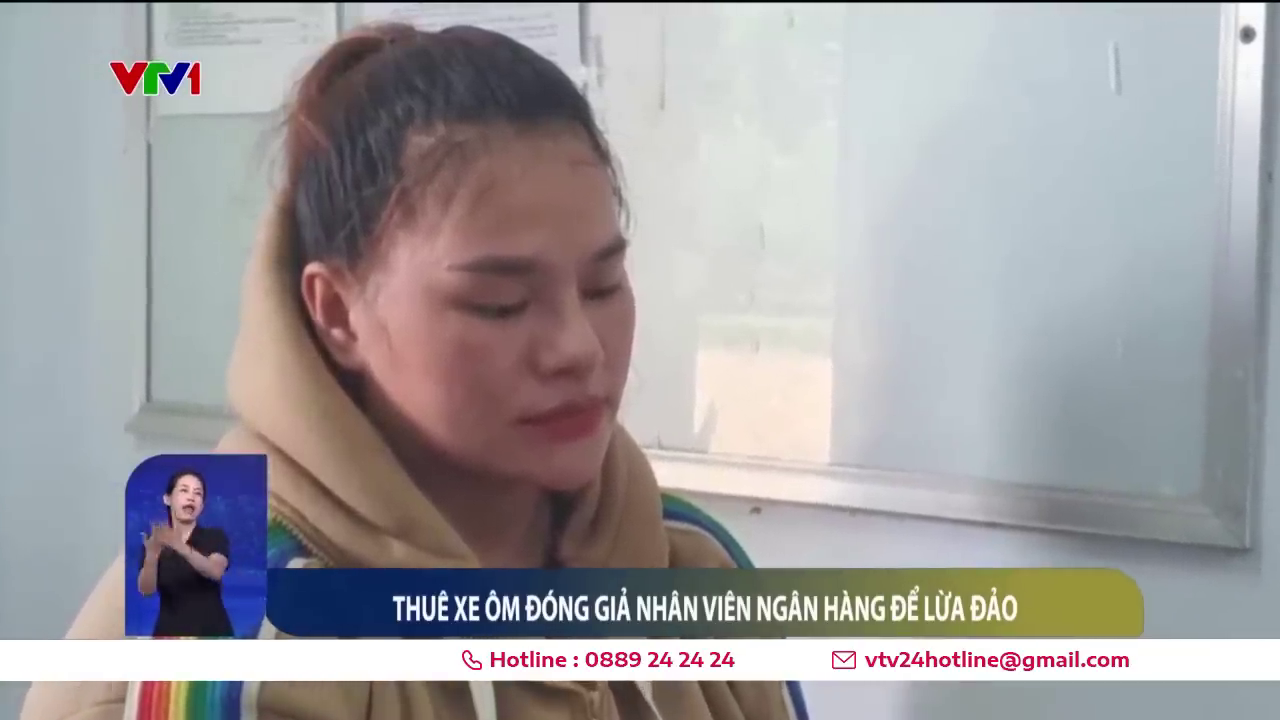 VTV1
THUÊ XE ÔM ĐÓNG GIẢ NHÂN VIÊN NGÂN HÀNG ĐỂ LỪA ĐẢO
Hotline : 0889 24 24 24
vtv24hotline@gmail.com